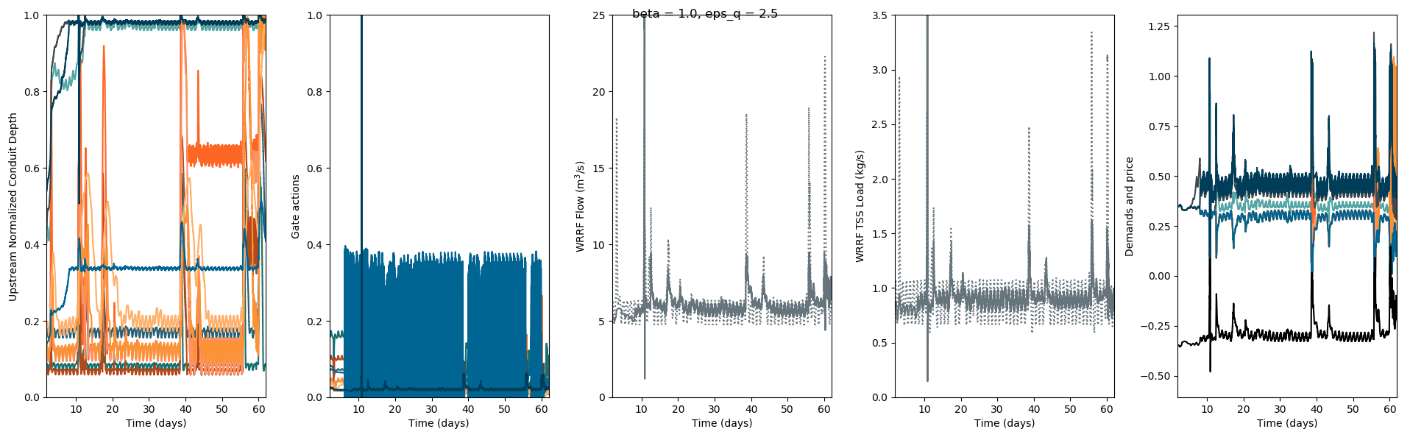 beta = 1.0, eps_q = 2.5
Upstream Normalized Conduit Depth
1.0
0.8
0.6
0.4
0.2
0.0
10 20 30 40 50 60
Time (days)
Gate actions
1.0
0.8
0.6
0.4
0.2
0.0
10 20 30 40 50 60
Time (days)
WRRF Flow (m³/s)
25
20
15
10
5
0
10 20 30 40 50 60
Time (days)
WRRF TSS Load (kg/s)
3.5
3.0
2.5
2.0
1.5
1.0
0.5
0.0
10 20 30 40 50 60
Time (days)
Demands and price
1.25
1.00
0.75
0.50
0.25
0.00
−0.25
−0.50
10 20 30 40 50 60
Time (days)